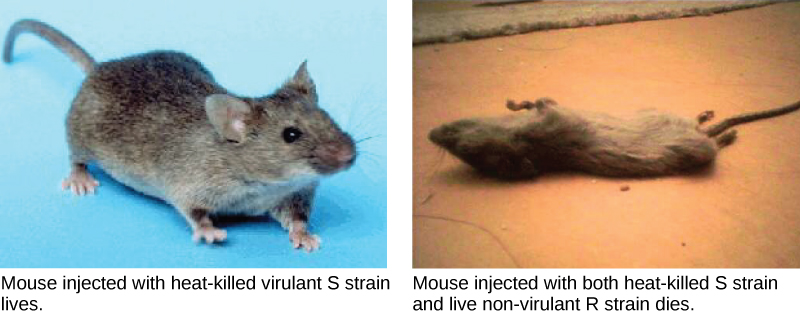 Mouse injected with heat-killed virulant S strain
lives.
Mouse injected with both heat-killed S strain
and live non-virulant R strain dies.